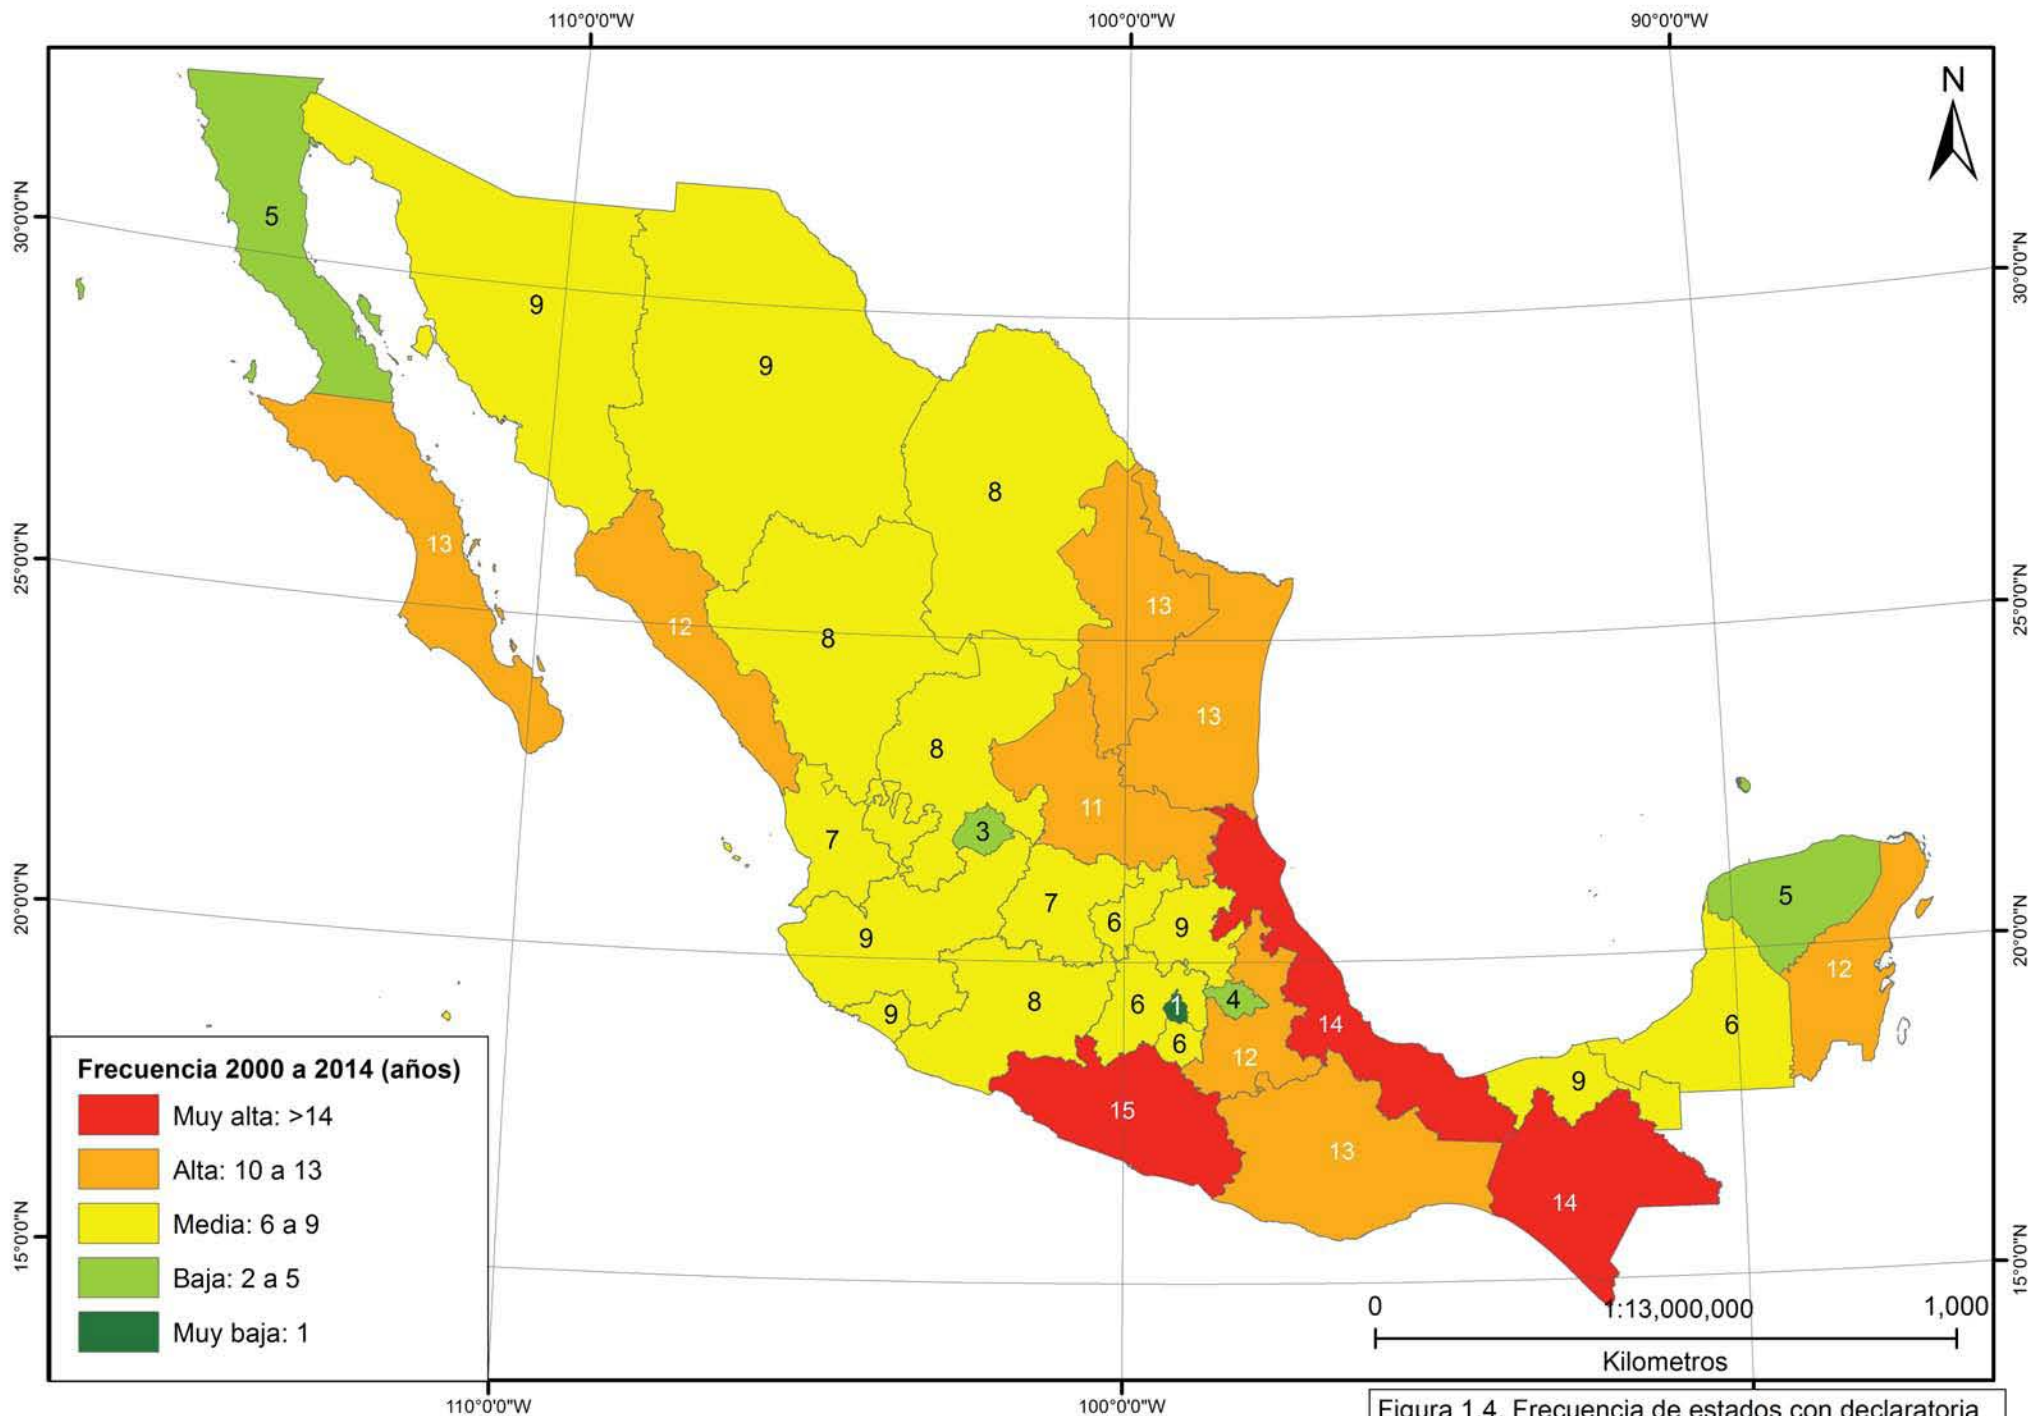 110°0'0"W
100°0'0"W
90°0'0"W
N
30°0'0"N
30°0'0"N
25°0'0"N
25°0'0"N
20°0'0"N
20°0'0"N
15°0'0"N
15°0'0"N
5
9
9
8
13
13
12
8
13
8
11
3
7
7
6
9
9
5
12
8
6
1
4
9
14
6
6
12
9
15
13
14
Frecuencia 2000 a 2014 (años)
Muy alta: >14
Alta: 10 a 13
Media: 6 a 9
Baja: 2 a 5
Muy baja: 1
0
1:13,000,000
1,000
Kilometros
110°0'0"W
100°0'0"W
Figura 1.4. Frecuencia de estados con declaratoria